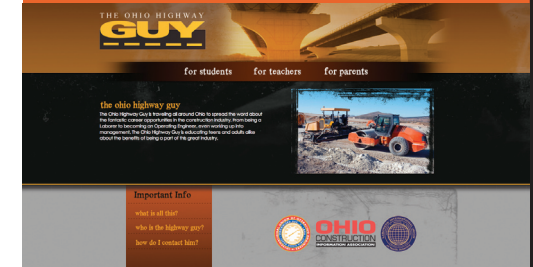 THE OHIO HIGHWAY
GUY
for students for teachers for parents
the ohio highway guy
The Ohio Highway Guy is traveling all around Ohio to spread the word about
the fantastic career opportunities in the construction industry. From being a
Laborer to becoming an Operating Engineer, even working up into
management, The Ohio Highway Guy is educating teens and adults alike
about the benefits of being a part of this great industry.
Important Info
what is all this?
who is the highway guy?
how do I contact him?
OHIO
CONSTRUCTION
INFORMATION ASSOCIATION